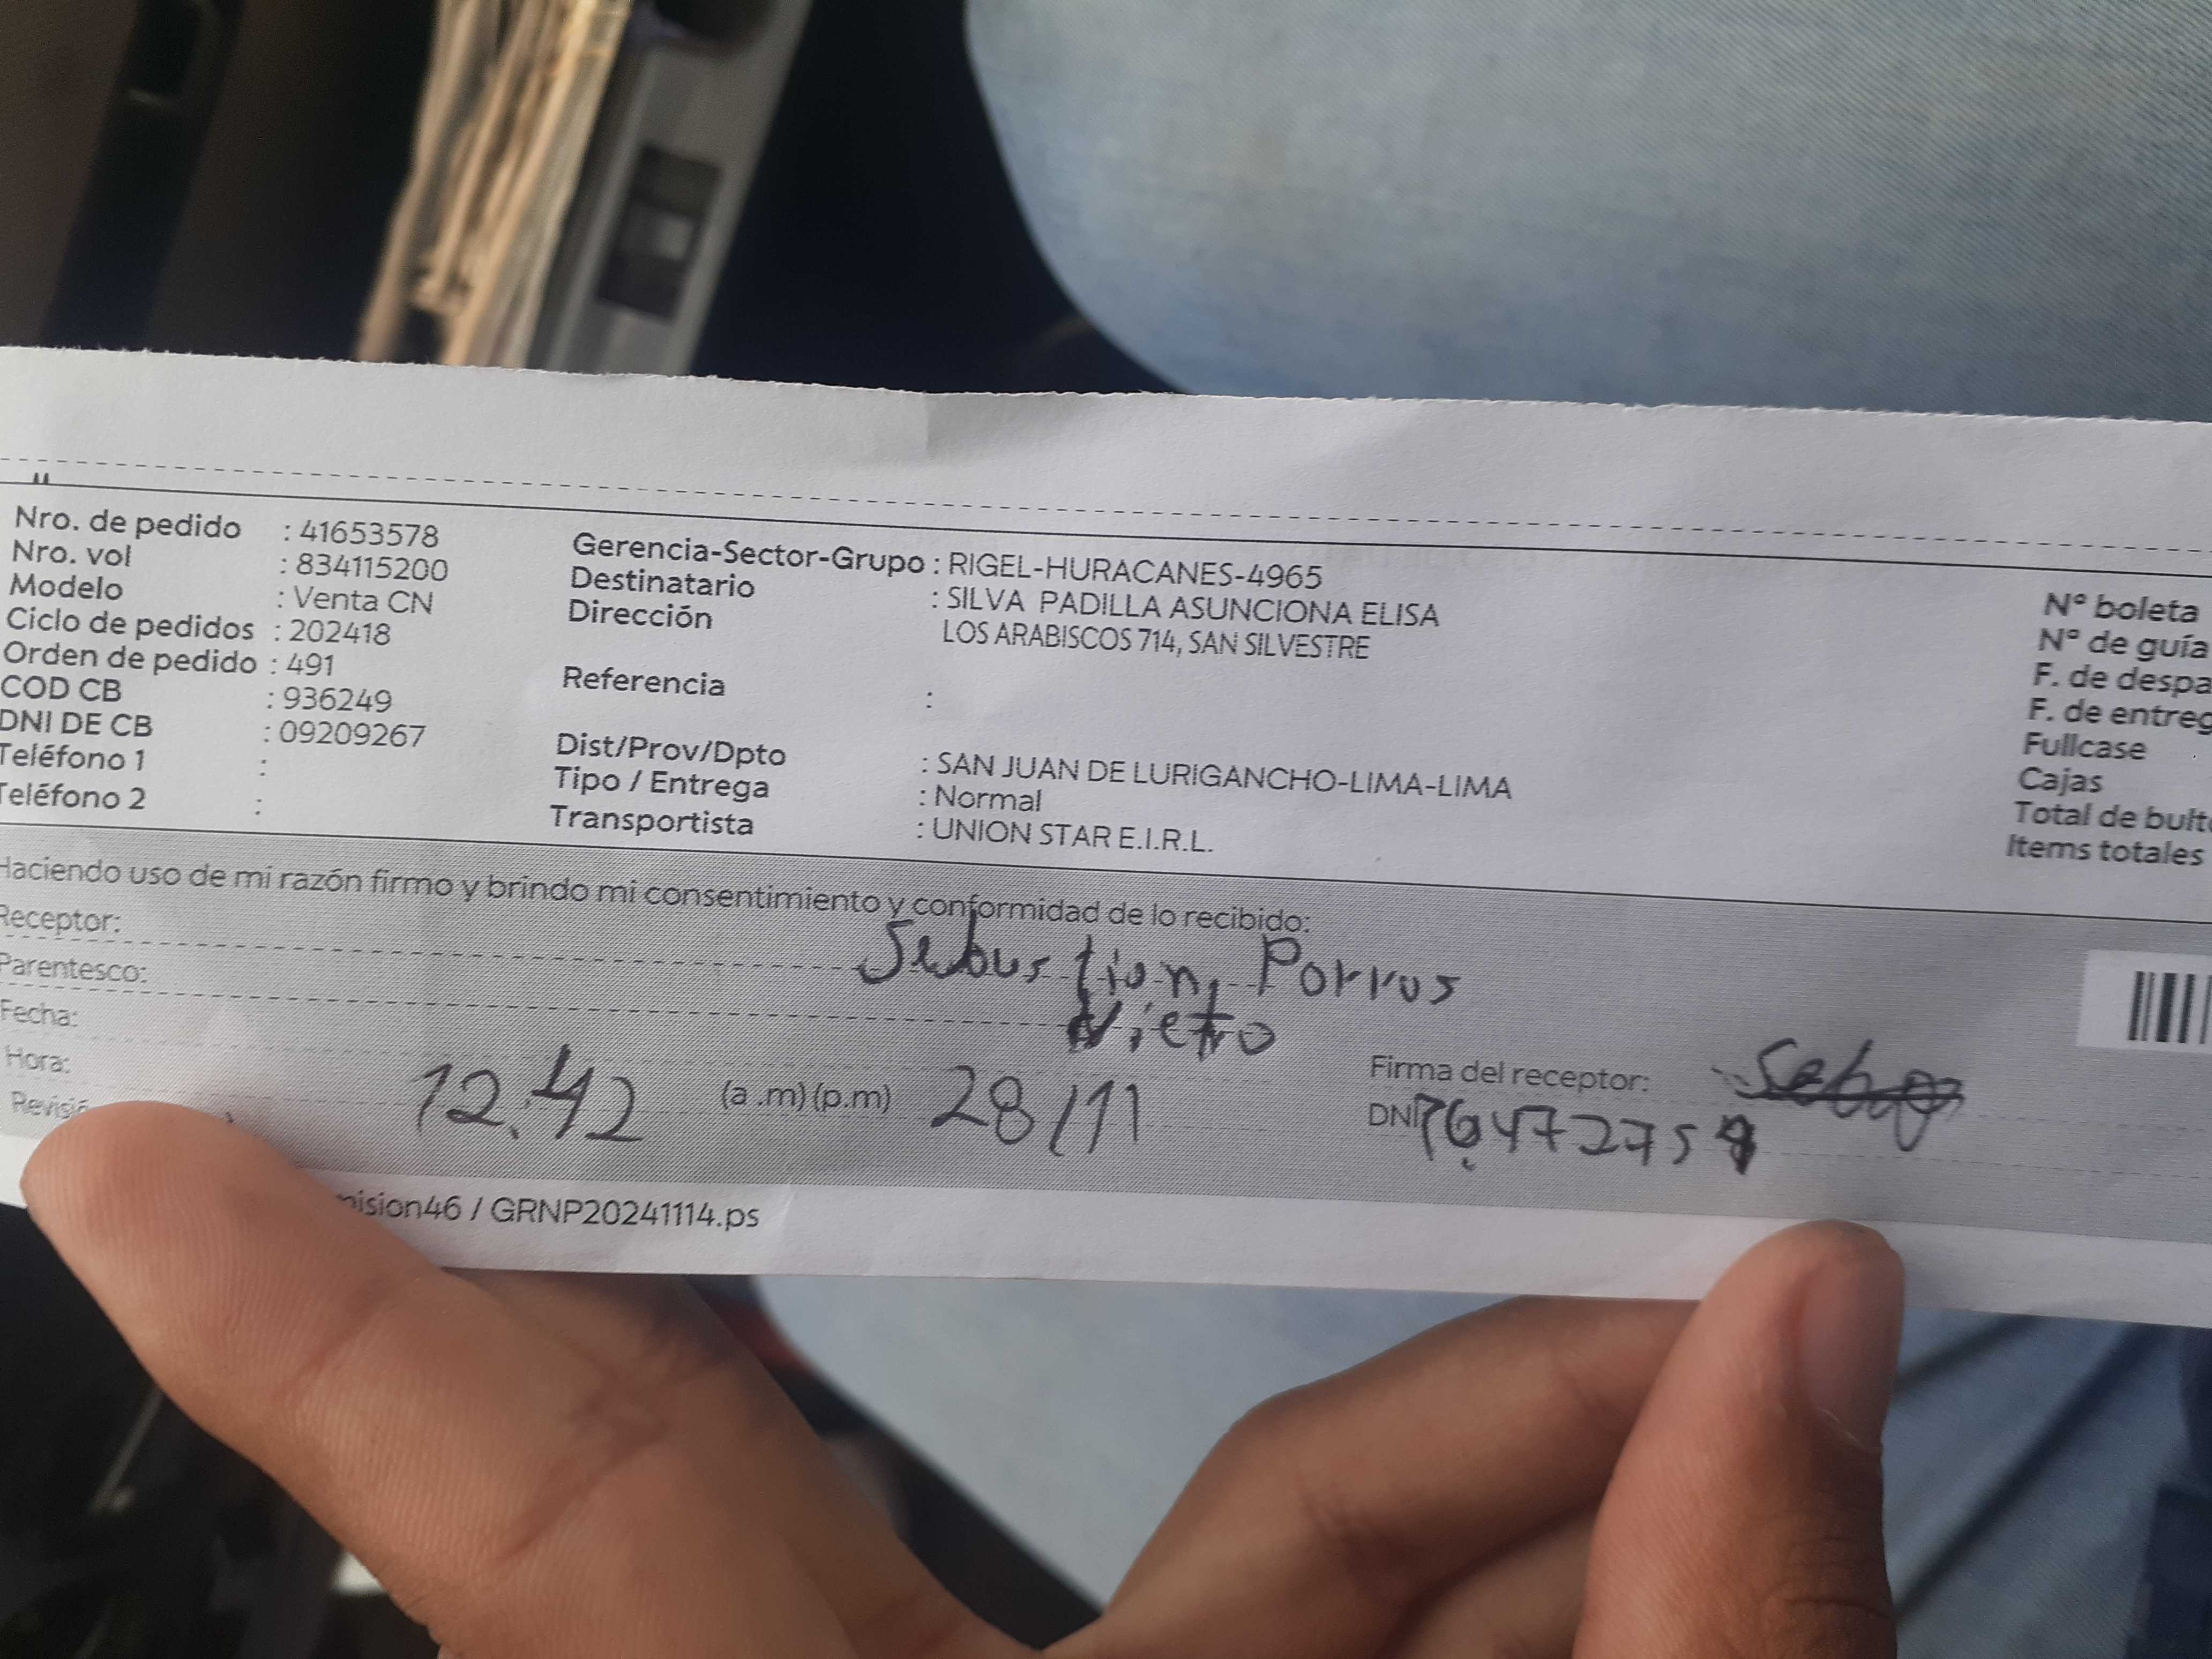 Nro. de pedido : 41653578
Nro. vol : 834115200
Modelo : Venta CN
Ciclo de pedidos : 202418
Orden de pedido : 491
COD CB : 936249
DNI DE CB : 09209267
Teléfono 1 :
Teléfono 2 :
Gerencia-Sector-Grupo : RIGEL-HURACANES-4965
Destinatario : SILVA PADILLA ASUNCIONA ELISA
Dirección LOS ARABISCOS 714, SAN SILVESTRE
Referencia :
Dist/Prov/Dpto : SAN JUAN DE LURIGANCHO-LIMA-LIMA
Tipo / Entrega : Normal
Transportista : UNION STAR E.I.R.L.
Nº boleta
Nº de guía
F. de despa
F. de entreg
Fullcase
Cajas
Total de bulto
Items totales
Haciendo uso de mi razón firmo y brindo mi consentimiento y conformidad de lo recibido:
Receptor: Sebastian Porras
Parentesco: Nieto
Fecha:
Hora: 12.42 (a .m) (p.m) 28/11
Firma del receptor:
DNI
Revisió
ision46 / GRNP20241114.ps